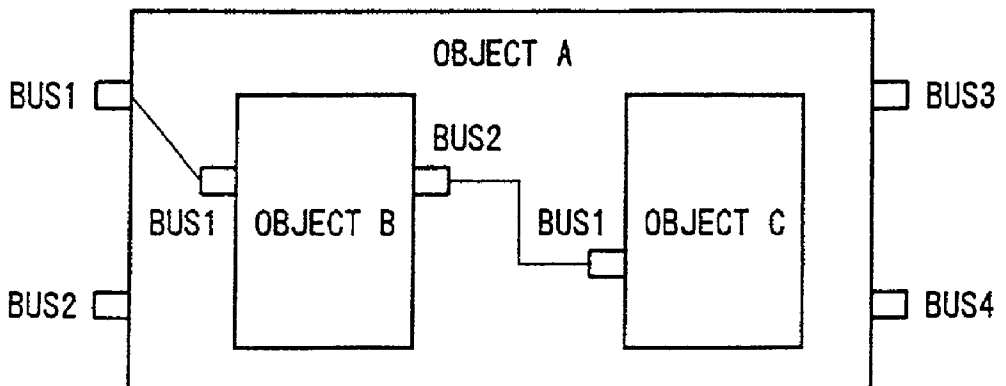 OBJECT A
BUS1
BUS3
BUS2
BUS1
OBJECT B
BUS1
OBJECT C
BUS2
BUS4